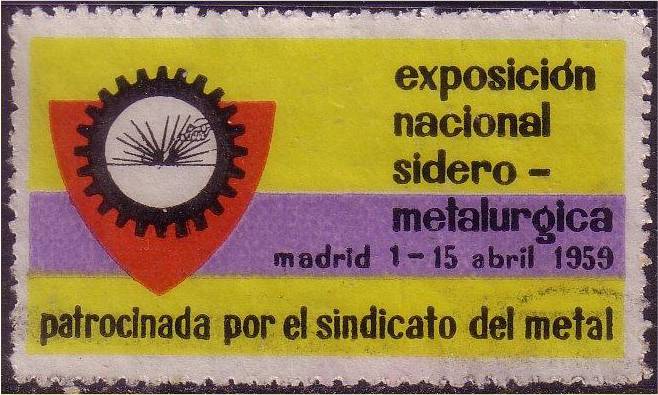 exposición
nacional
sidero-
metalurgica
madrid 1-15 abril 1959
patrocinada por el sindicato del metal